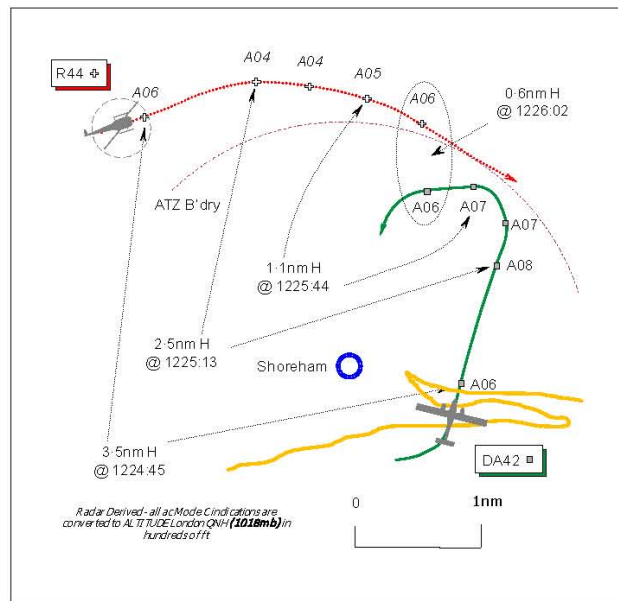 R44
A06
A04
A04
A05
A06
0·6nm H
@ 1226:02
ATZ B'dry
A06
A07
A07
A08
1·1nm H
@ 1225:44
2·5nm H
@ 1225:13
Shoreham
A06
3·5nm H
@ 1224:45
DA42
Radar Derived - all ac Mode C indications are
converted to ALTITUDE London QNH (1018mb) in
hundreds of ft
0
1nm